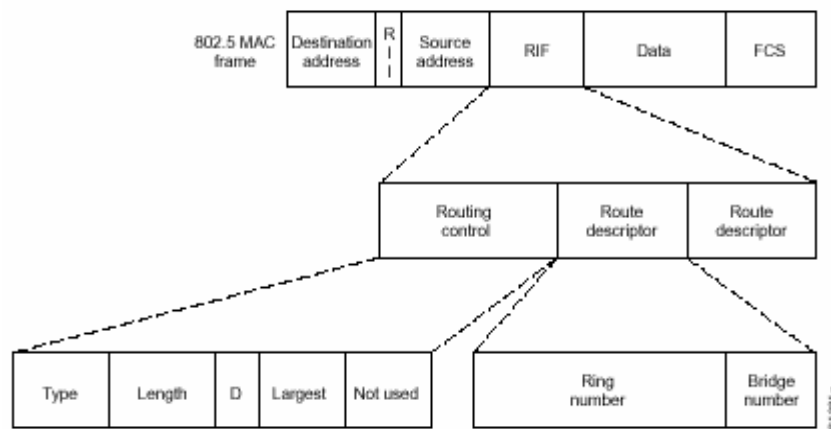 802.5 MAC frame
Destination address
RII
Source address
RIF
Data
FCS
Routing control
Route descriptor
Route descriptor
Type
Length
D
Largest
Not used
Ring number
Bridge number